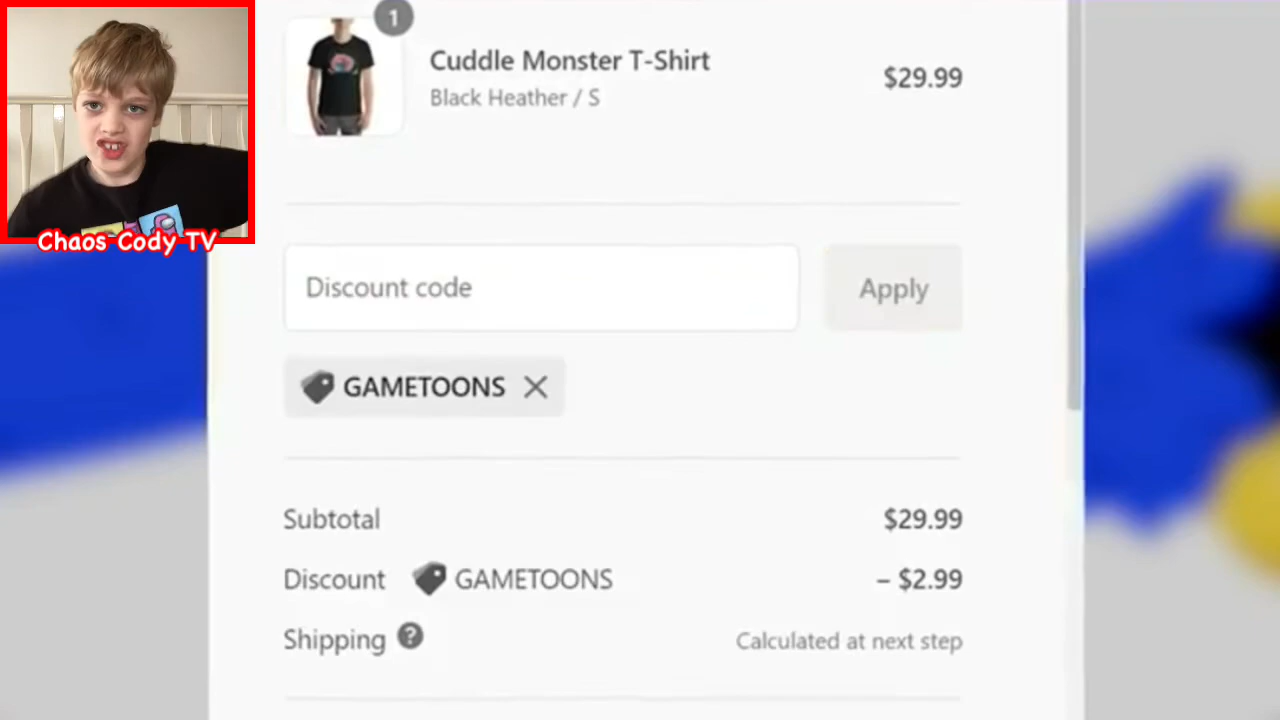 1
Cuddle Monster T-Shirt
$29.99
Black Heather / S
Chaos Cody TV
Discount code
Apply
GAMETOONS
Subtotal
$29.99
Discount
GAMETOONS
– $2.99
Shipping
?
Calculated at next step